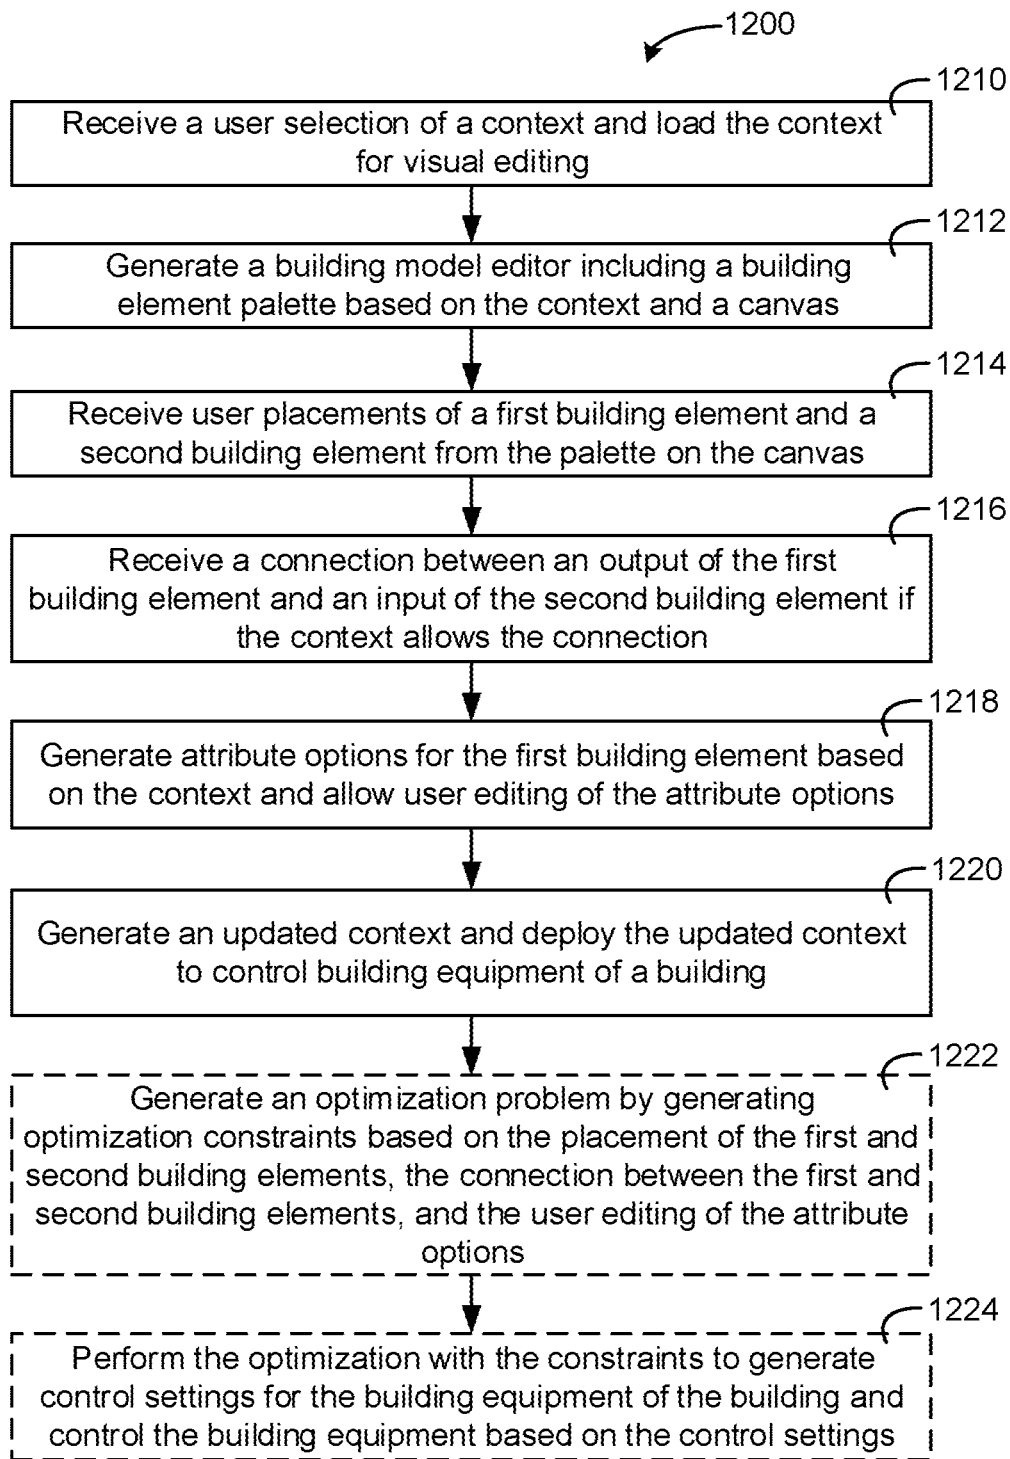 1200
1210
Receive a user selection of a context and load the context
for visual editing
1212
Generate a building model editor including a building
element palette based on the context and a canvas
1214
Receive user placements of a first building element and a
second building element from the palette on the canvas
1216
Receive a connection between an output of the first
building element and an input of the second building element if
the context allows the connection
1218
Generate attribute options for the first building element based
on the context and allow user editing of the attribute options
1220
Generate an updated context and deploy the updated context
to control building equipment of a building
1222
Generate an optimization problem by generating
optimization constraints based on the placement of the first and
second building elements, the connection between the first and
second building elements, and the user editing of the attribute
options
1224
Perform the optimization with the constraints to generate
control settings for the building equipment of the building and
control the building equipment based on the control settings